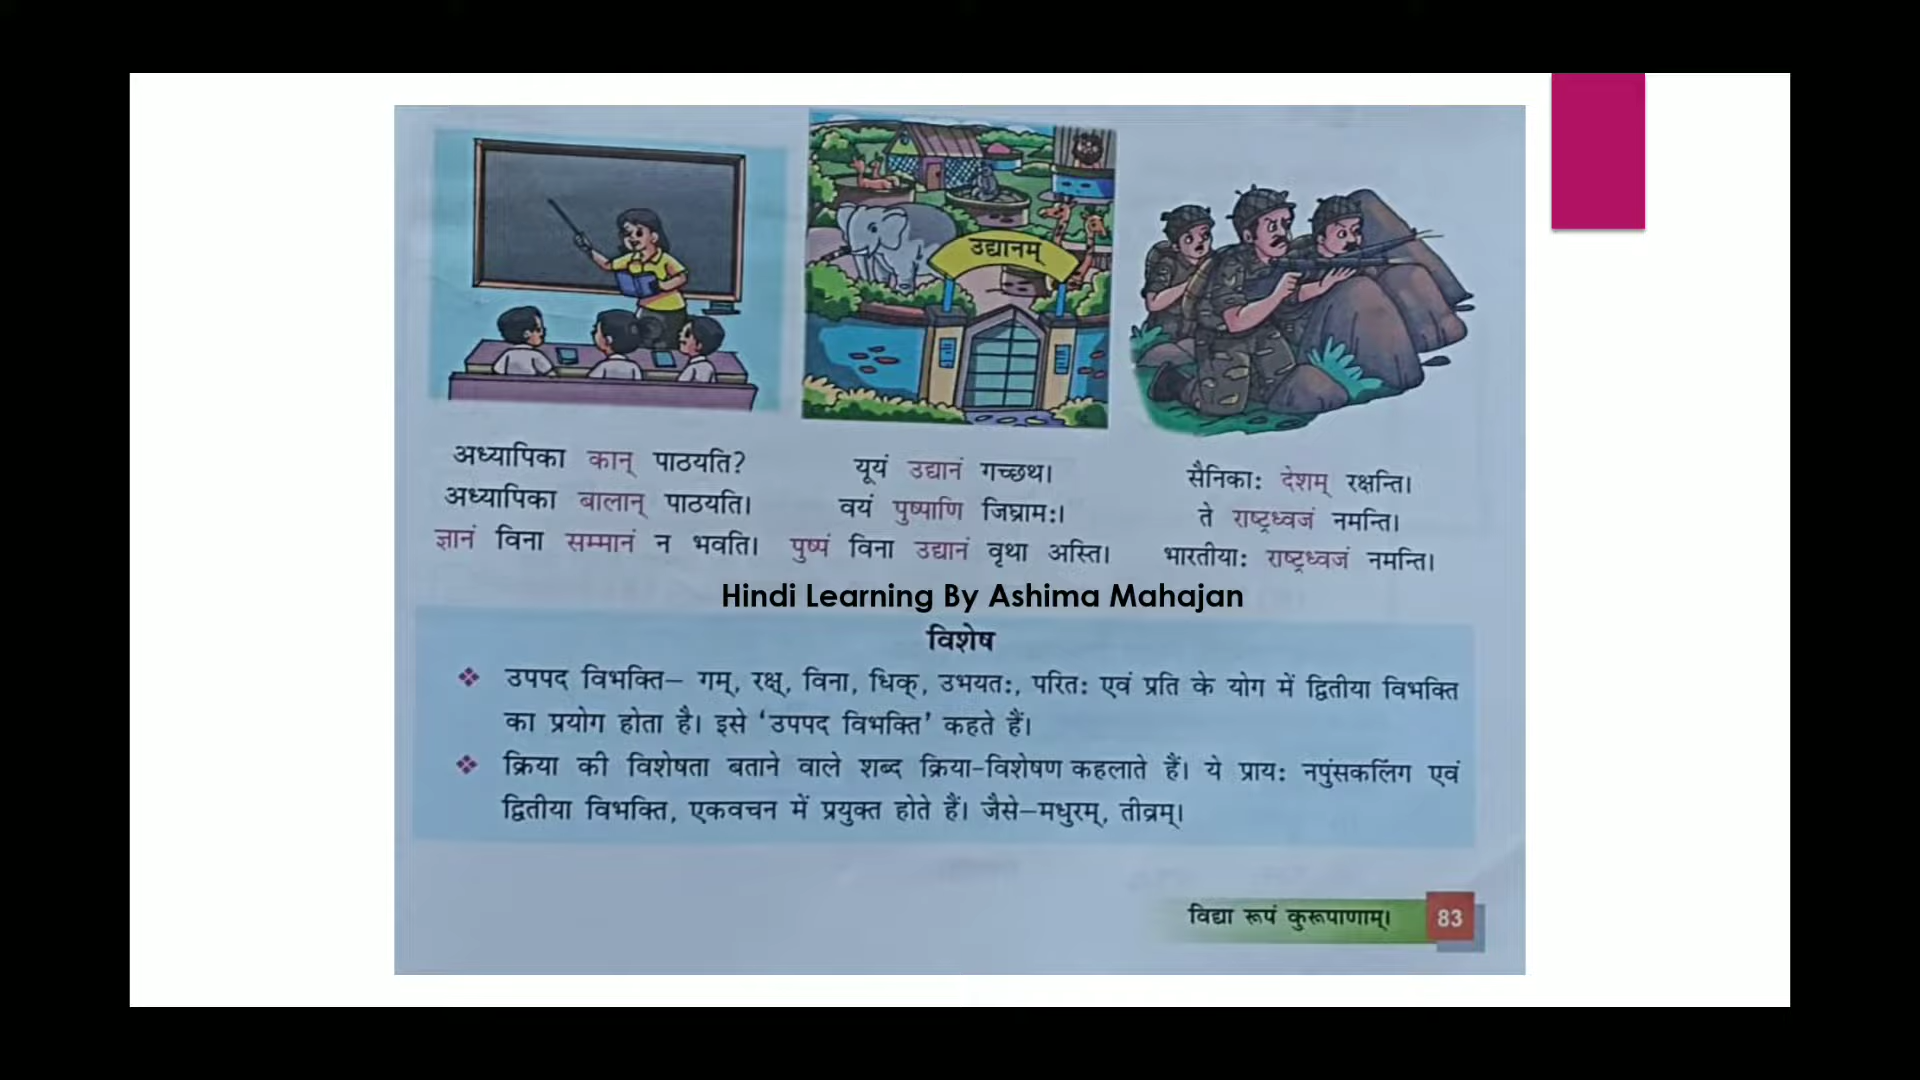 उद्यानम्
अध्यापिका कान् पाठयति?
अध्यापिका बालान् पाठयति।
ज्ञानं विना सम्मानं न भवति।
यूयं उद्यानं गच्छथ।
वयं पुष्पाणि जिघ्रामः।
पुष्पं विना उद्यानं वृथा अस्ति।
सैनिकाः देशम् रक्षन्ति।
ते राष्ट्रध्वजं नमन्ति।
भारतीयाः राष्ट्रध्वजं नमन्ति।
Hindi Learning By Ashima Mahajan
विशेष
❖ उपपद विभक्ति– गम्, रक्ष्, विना, धिक्, उभयतः, परितः एवं प्रति के योग में द्वितीया विभक्ति
का प्रयोग होता है। इसे ‘उपपद विभक्ति’ कहते हैं।
❖ क्रिया की विशेषता बताने वाले शब्द क्रिया-विशेषण कहलाते हैं। ये प्रायः नपुंसकलिंग एवं
द्वितीया विभक्ति, एकवचन में प्रयुक्त होते हैं। जैसे–मधुरम्, तीव्रम्।
विद्या रूपं कुरूपाणाम्। 83